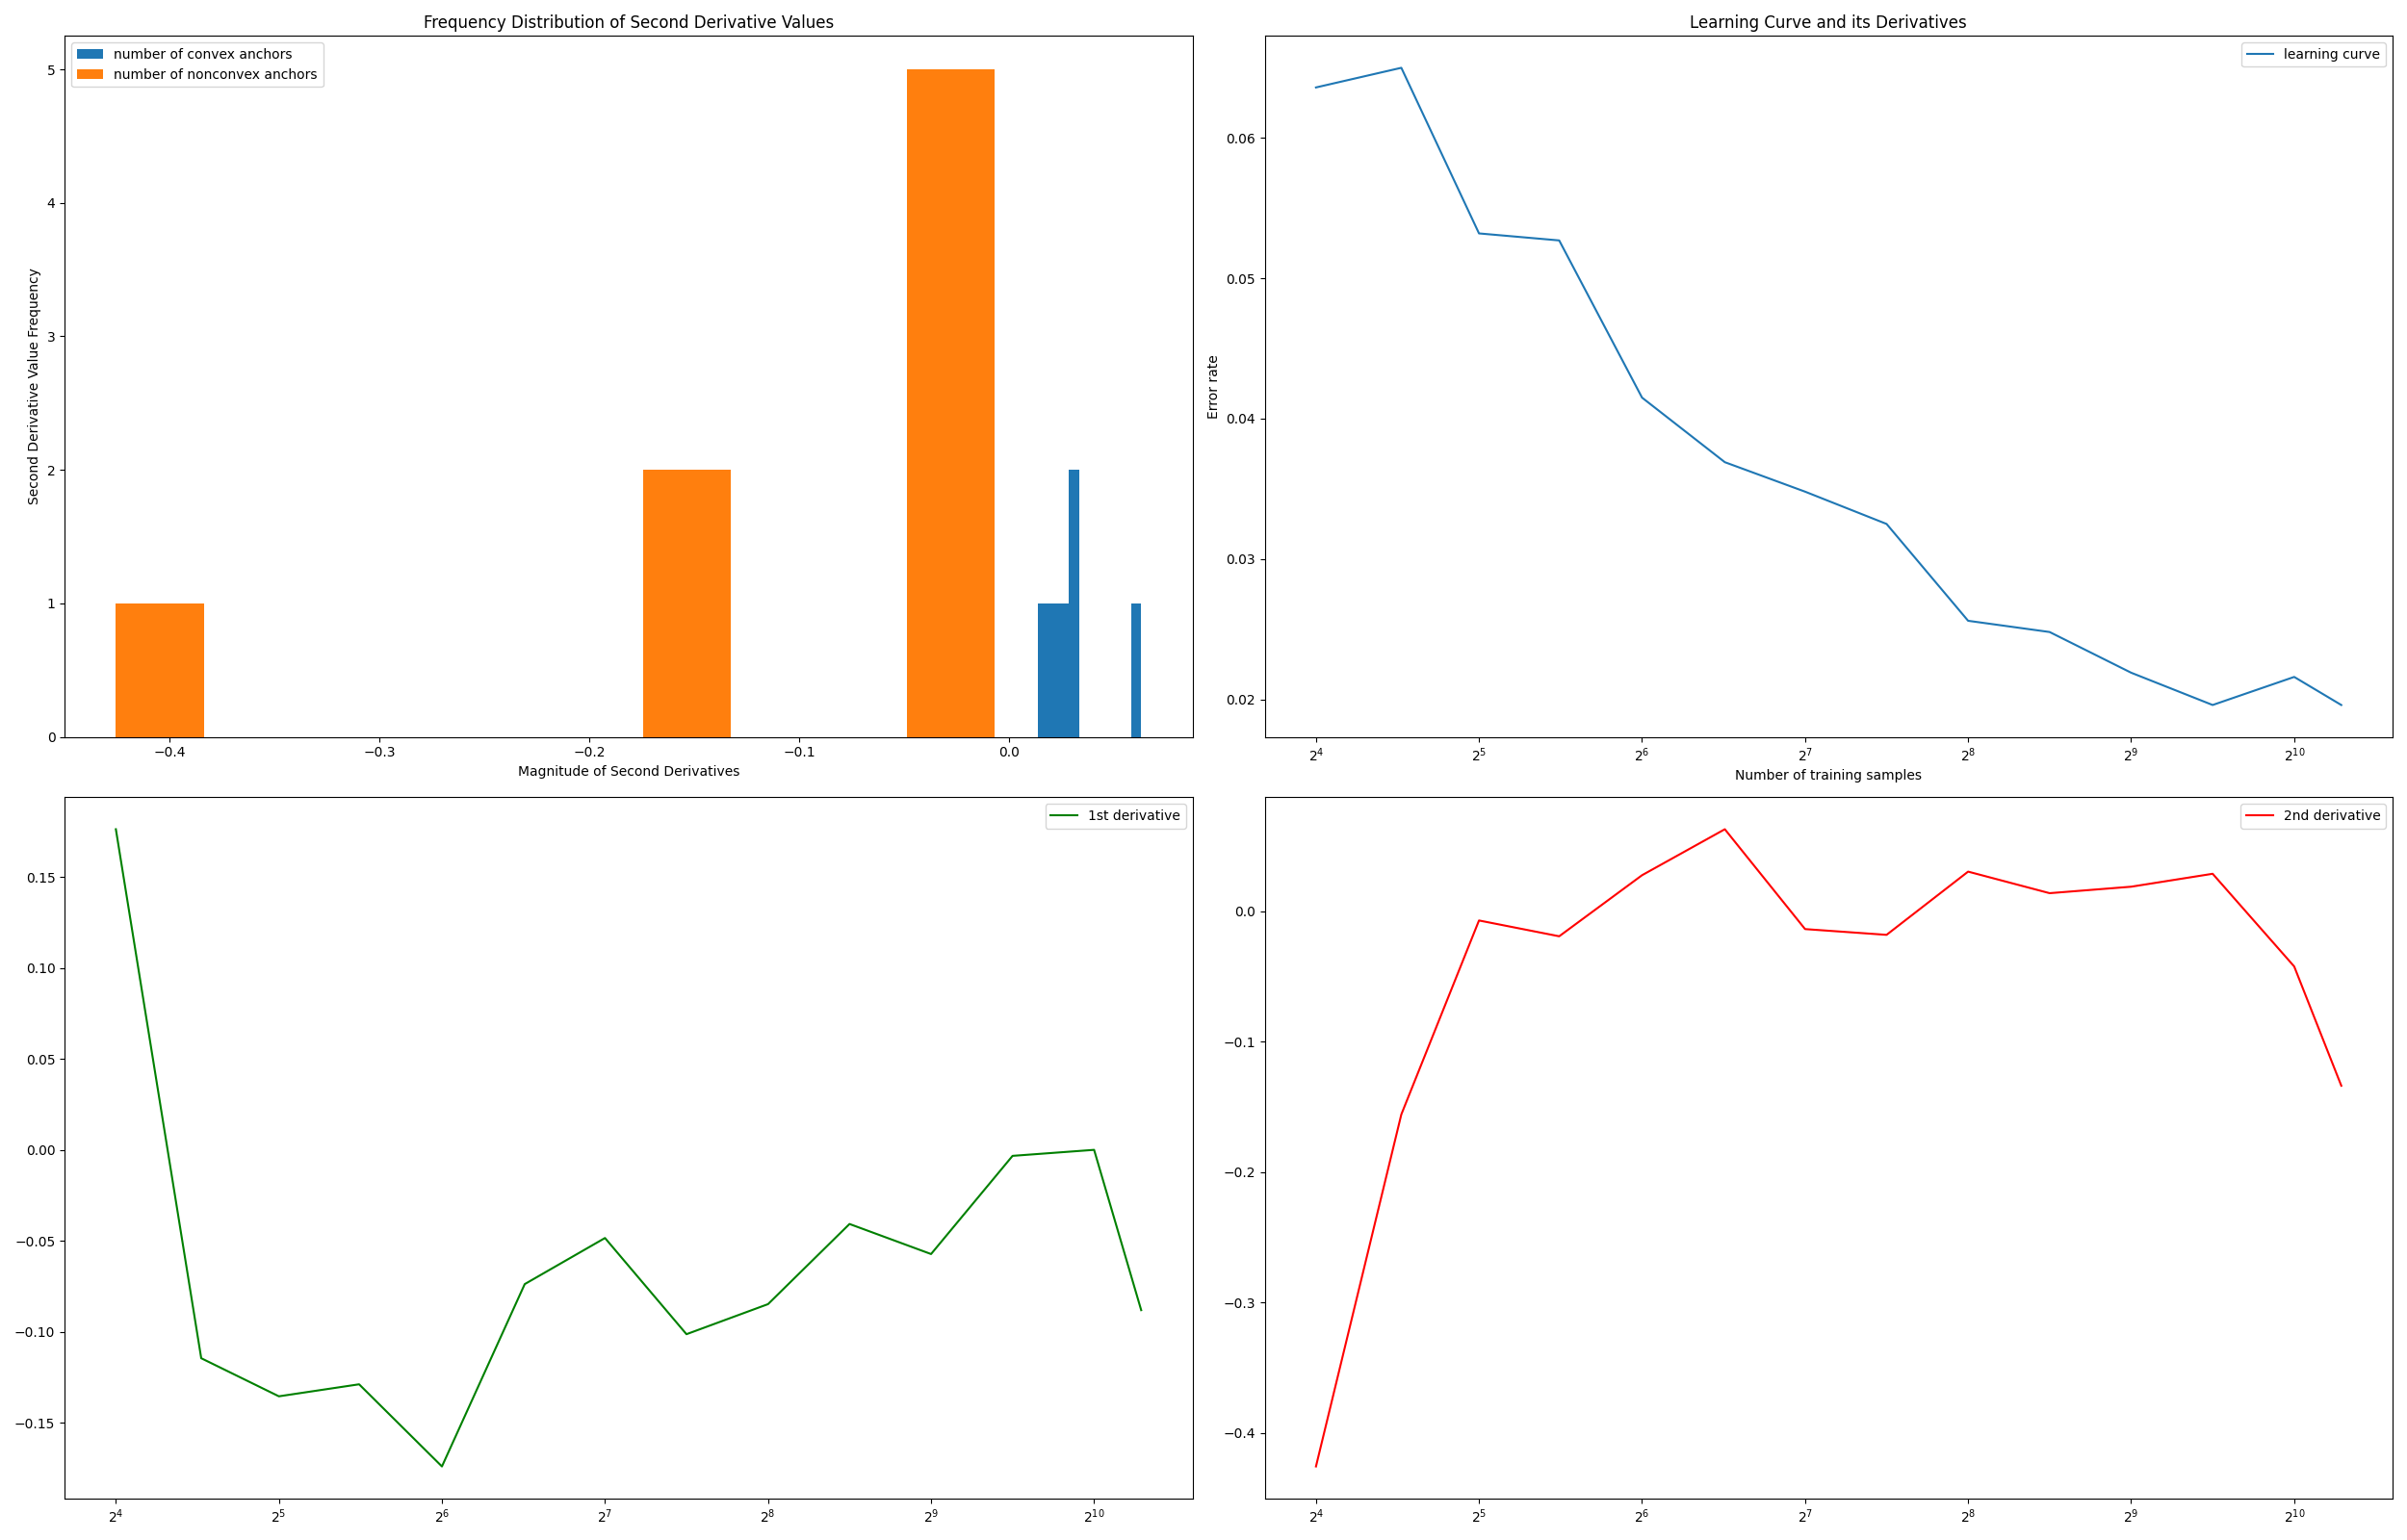 Frequency Distribution of Second Derivative Values
number of convex anchors
number of nonconvex anchors
5
4
3
2
1
0
Second Derivative Value Frequency
−0.4 −0.3 −0.2 −0.1 0.0
Magnitude of Second Derivatives
Learning Curve and its Derivatives
learning curve
0.06
0.05
0.04
0.03
0.02
Error rate
2⁴ 2⁵ 2⁶ 2⁷ 2⁸ 2⁹ 2¹⁰
Number of training samples
1st derivative
0.15
0.10
0.05
0.00
−0.05
−0.10
−0.15
2⁴ 2⁵ 2⁶ 2⁷ 2⁸ 2⁹ 2¹⁰
2nd derivative
0.0
−0.1
−0.2
−0.3
−0.4
2⁴ 2⁵ 2⁶ 2⁷ 2⁸ 2⁹ 2¹⁰